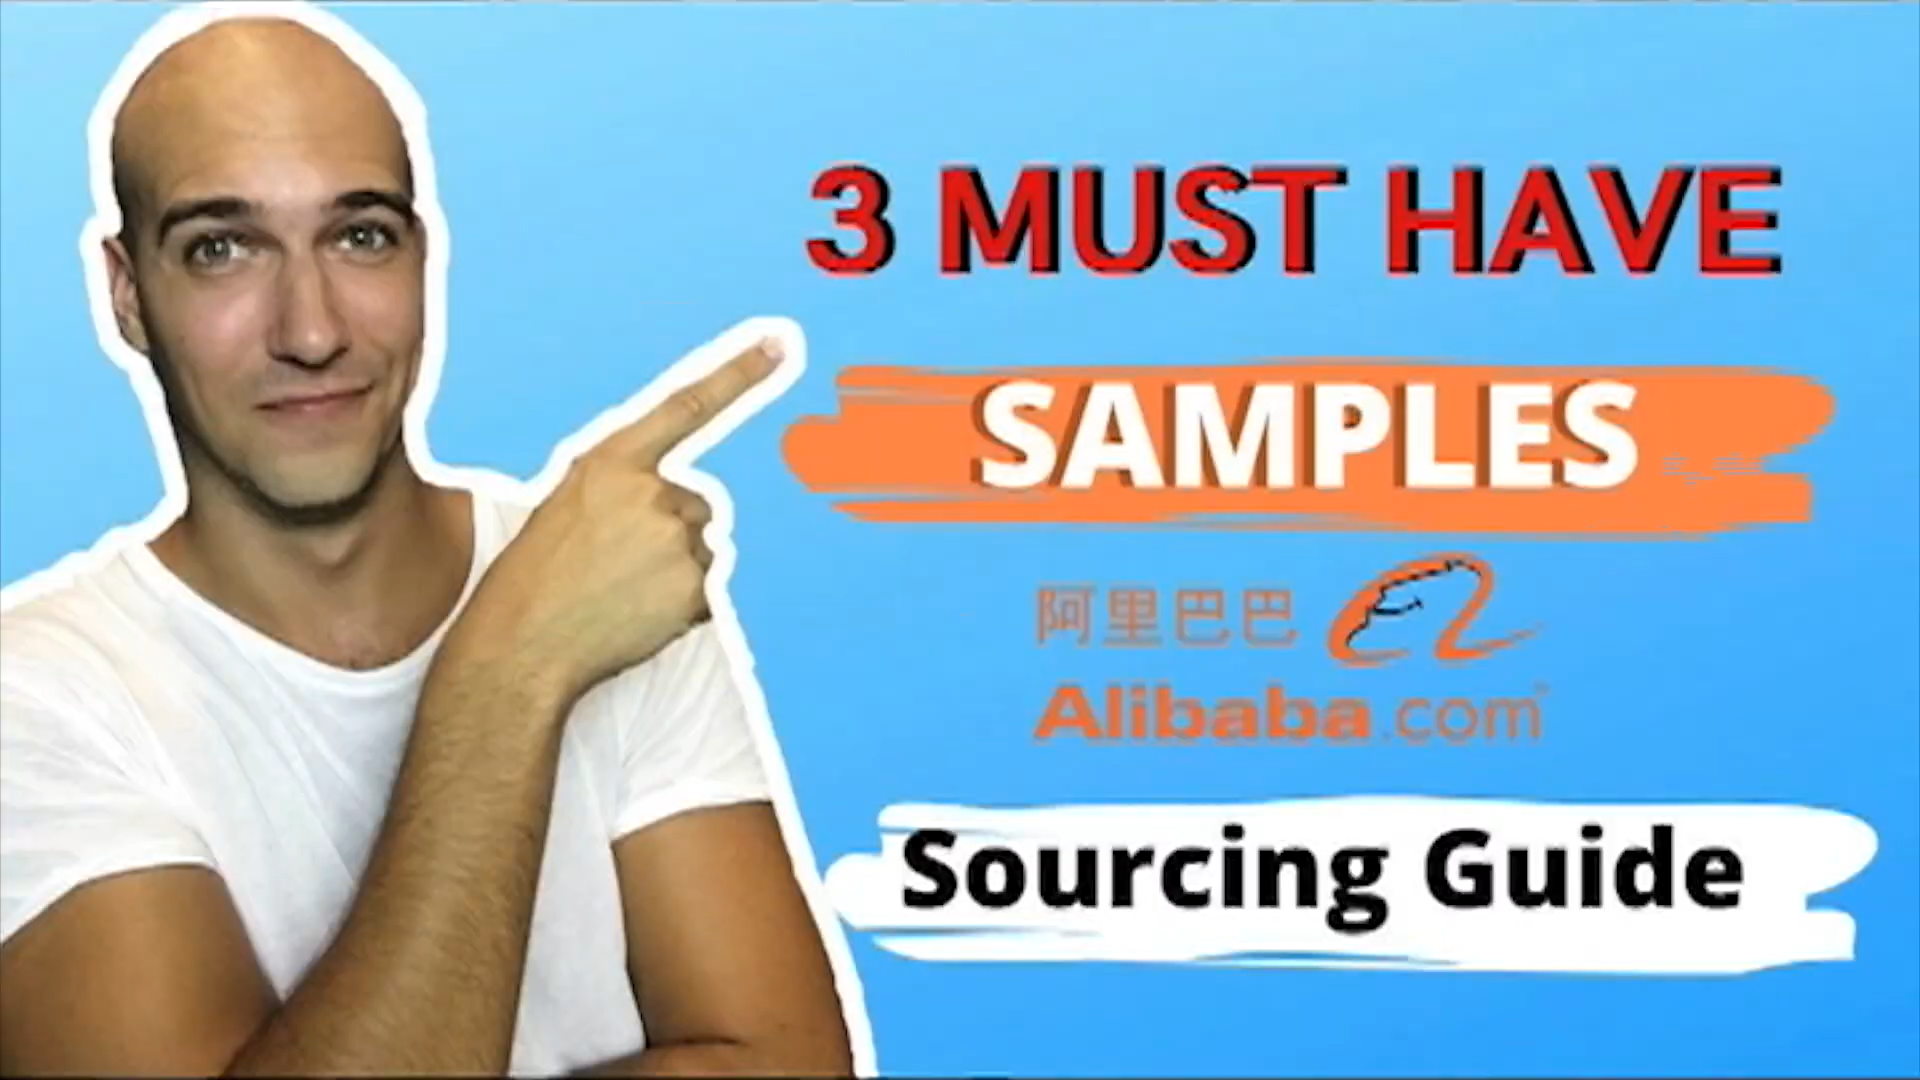 3 MUST HAVE
SAMPLES
阿里巴巴
Alibaba.com
Sourcing Guide